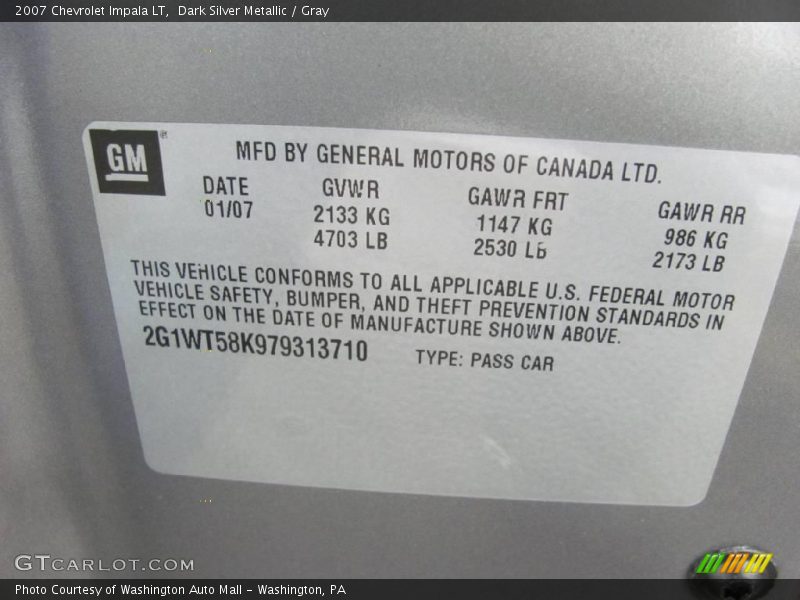 2007 Chevrolet Impala LT, Dark Silver Metallic / Gray
GM
MFD BY GENERAL MOTORS OF CANADA LTD.
DATE GVWR GAWR FRT GAWR RR
01/07 2133 KG 1147 KG 986 KG
4703 LB 2530 LB 2173 LB
THIS VEHICLE CONFORMS TO ALL APPLICABLE U.S. FEDERAL MOTOR
VEHICLE SAFETY, BUMPER, AND THEFT PREVENTION STANDARDS IN
EFFECT ON THE DATE OF MANUFACTURE SHOWN ABOVE.
2G1WT58K979313710 TYPE: PASS CAR
GTCARLOT.COM
Photo Courtesy of Washington Auto Mall - Washington, PA